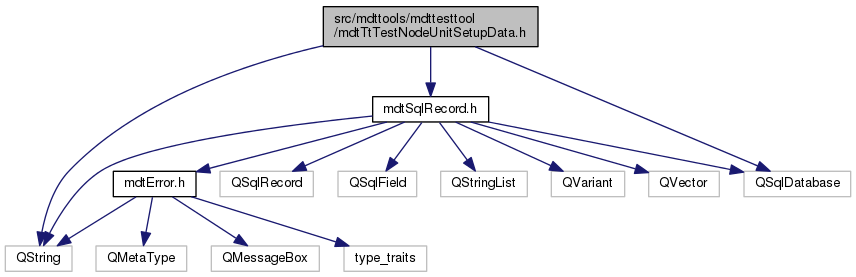 src/mdttools/mdttesttool
/mdtTtTestNodeUnitSetupData.h
mdtSqlRecord.h
mdtError.h
QSqlRecord
QSqlField
QStringList
QVariant
QVector
QSqlDatabase
QString
QMetaType
QMessageBox
type_traits